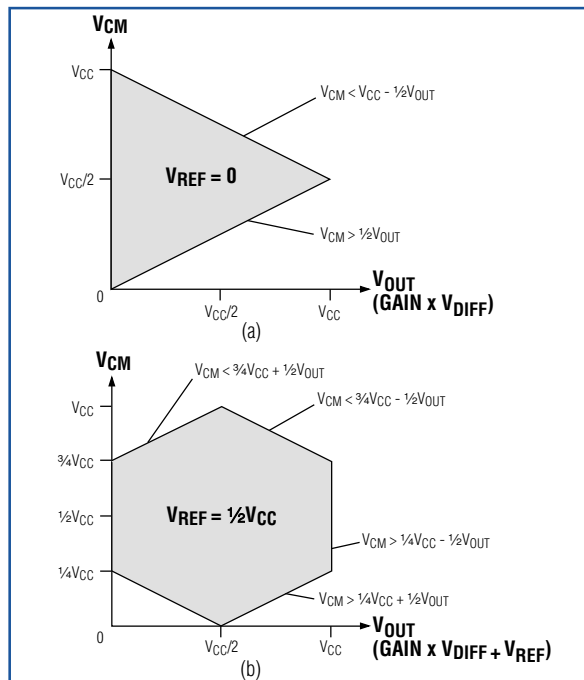 VCM
VCC
VCM < VCC - ½VOUT
VREF = 0
VCC/2
VCM > ½VOUT
0
VCC/2
VCC
VOUT
(GAIN x VDIFF)
(a)
VCM
VCM < ¾VCC + ½VOUT
VCM < ¾VCC - ½VOUT
VCC
¾VCC
½VCC
VREF = ½VCC
VCM > ¼VCC - ½VOUT
¼VCC
VCM > ¼VCC + ½VOUT
0
VCC/2
VCC
VOUT
(GAIN x VDIFF + VREF)
(b)